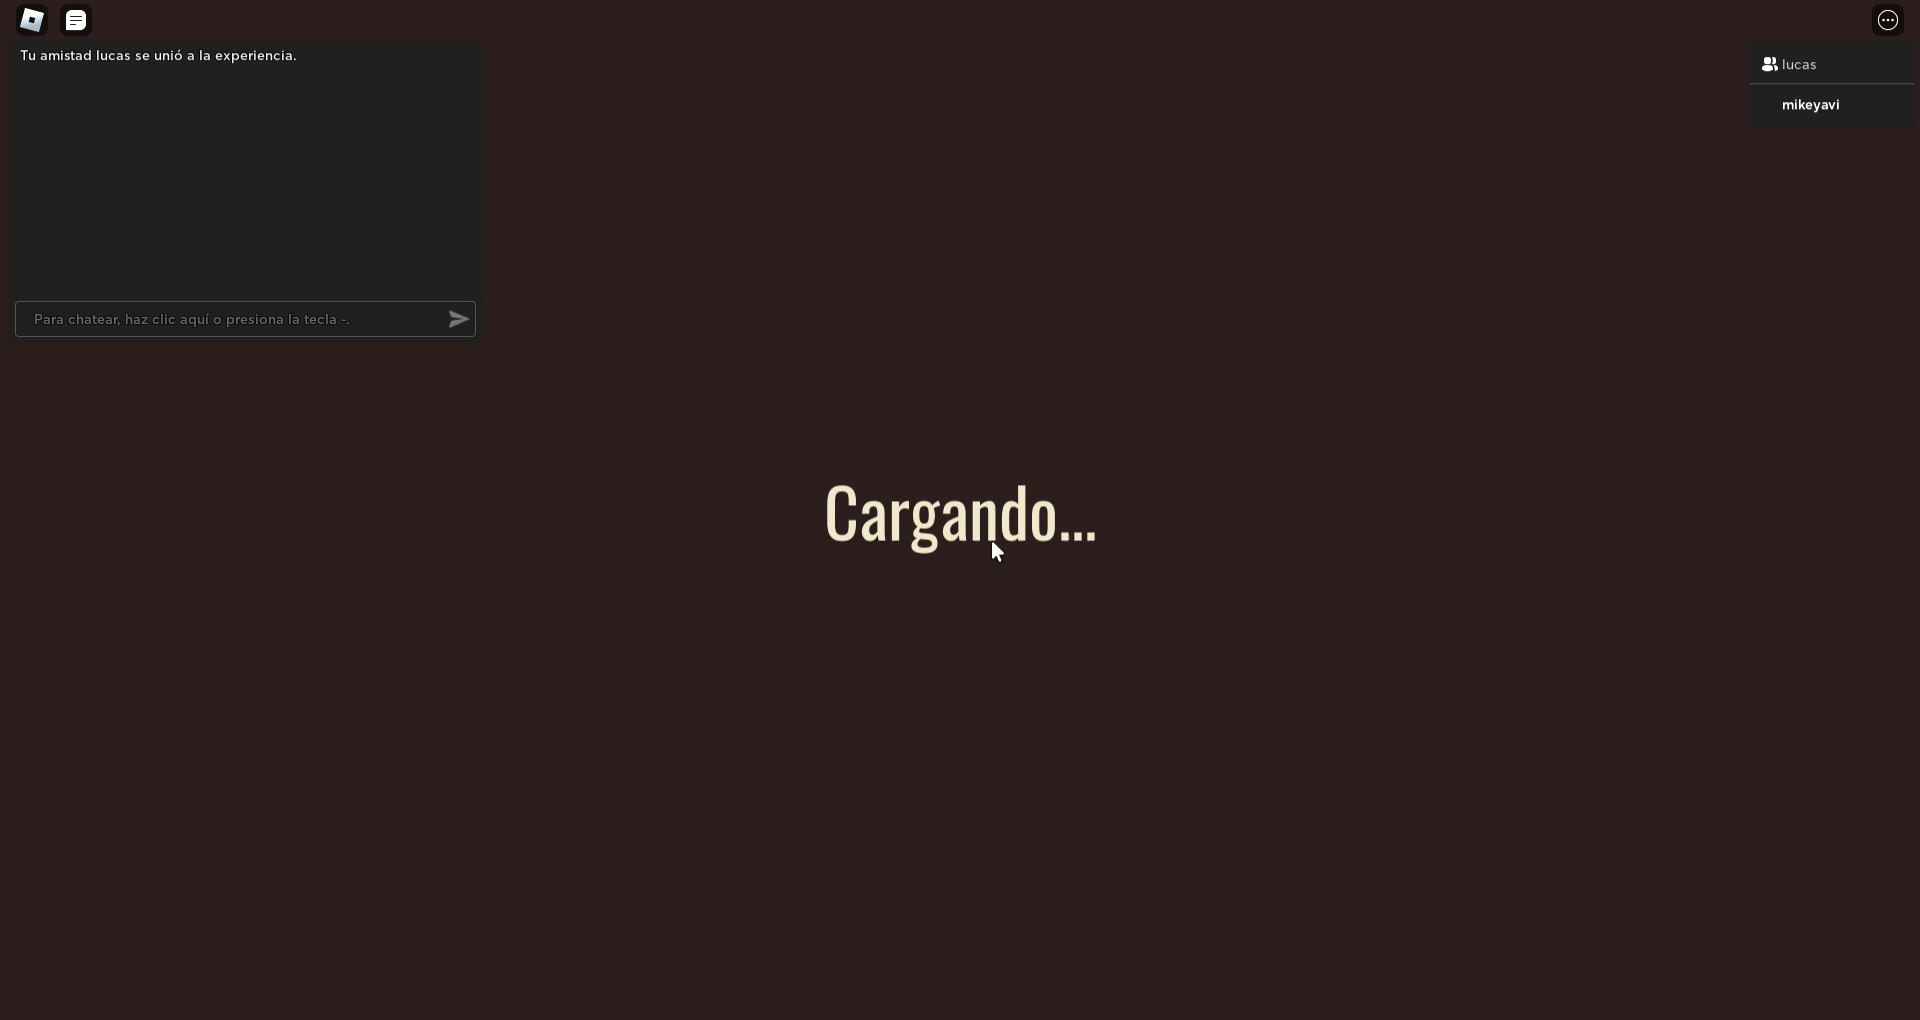 Tu amistad lucas se unió a la experiencia.
lucas
mikeyavi
Para chatear, haz clic aquí o presiona la tecla -.
Cargando...